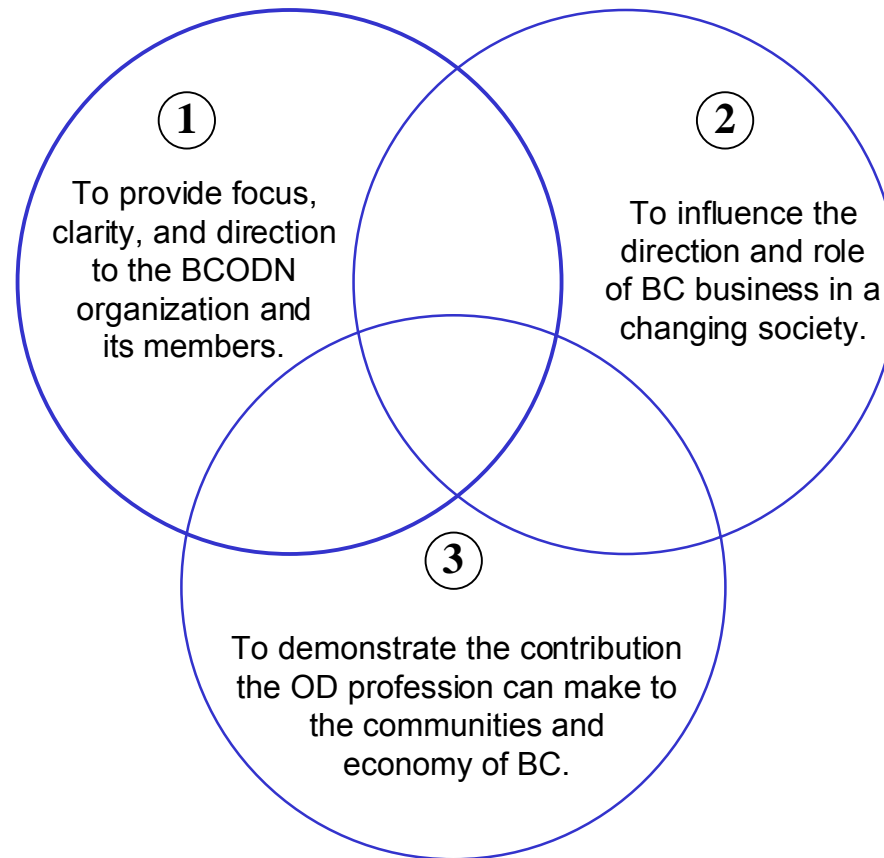 1
To provide focus,
clarity, and direction
to the BCODN
organization and
its members.
2
To influence the
direction and role
of BC business in a
changing society.
3
To demonstrate the contribution
the OD profession can make to
the communities and
economy of BC.